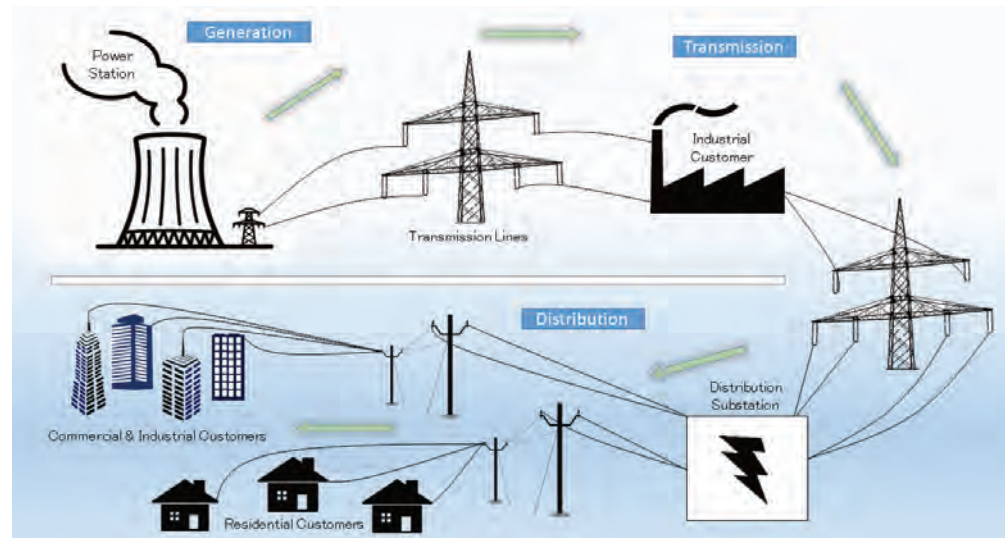 Generation
Transmission
Power
Station
Industrial
Customer
Transmission Lines
Distribution
Distribution
Substation
Commercial & Industrial Customers
Residential Customers